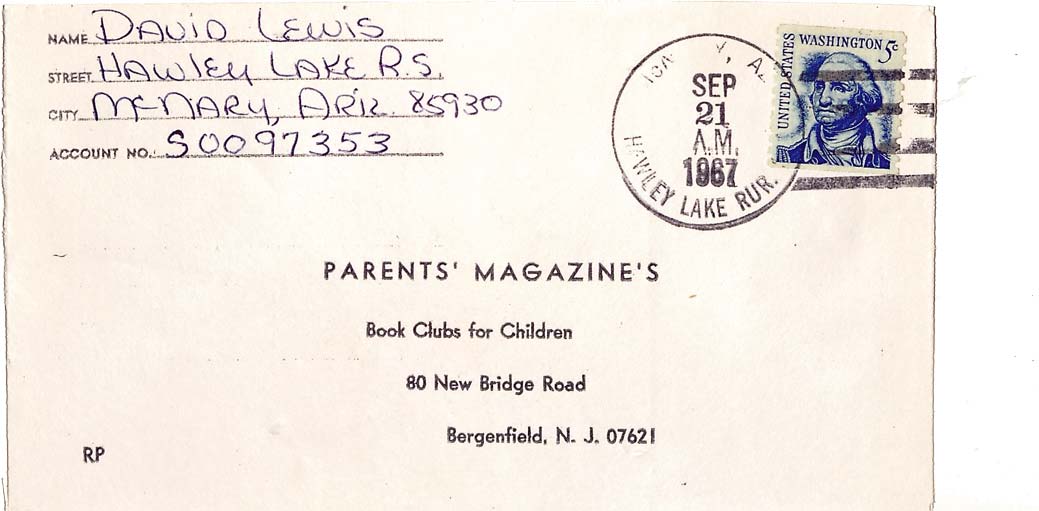 NAME David Lewis
STREET Hawley Lake R.S.
CITY McNary, Ariz. 85930
ACCOUNT NO. S0097353
SEP
21
A.M.
1967
HAWLEY LAKE RUR.
UNITED STATES
WASHINGTON 5c
PARENTS' MAGAZINE'S
Book Clubs for Children
80 New Bridge Road
Bergenfield, N. J. 07621
RP